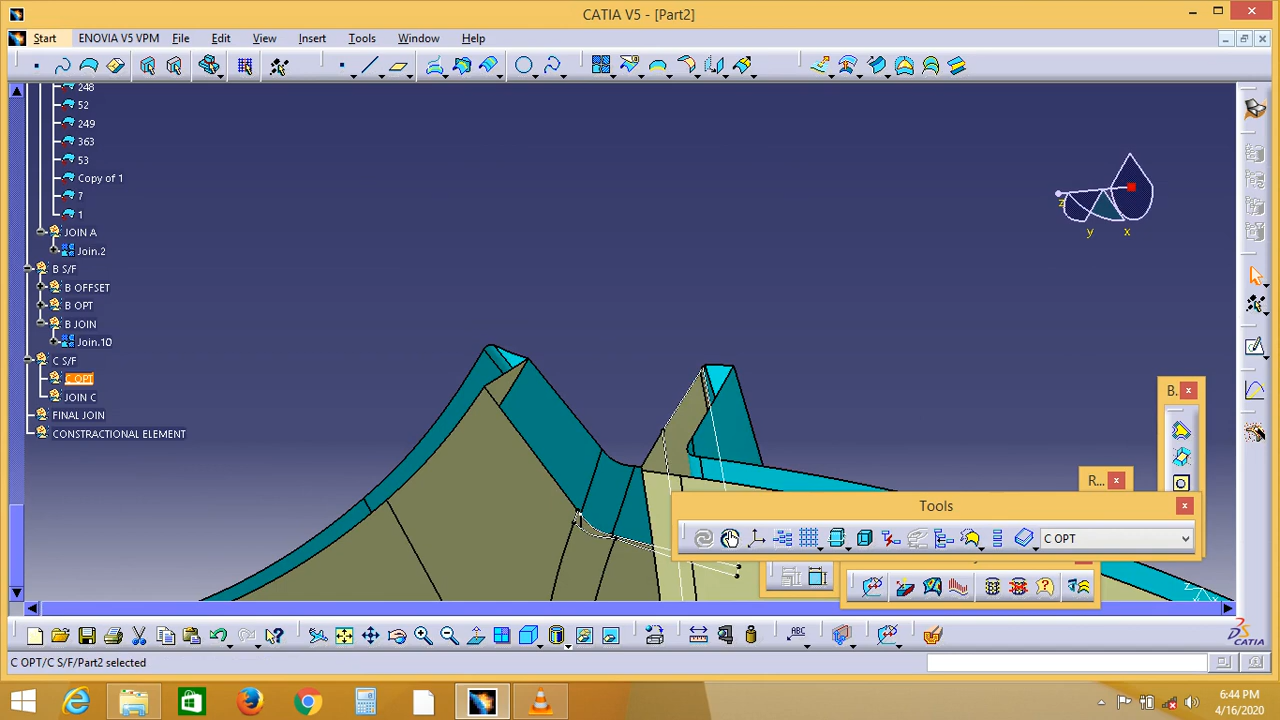 CATIA V5 - [Part2]
Start ENOVIA V5 VPM File Edit View Insert Tools Window Help
248
52
249
363
53
Copy of 1
7
1
JOIN A
Join.2
B S/F
B OFFSET
B OPT
B JOIN
Join.10
C S/F
C OPT
JOIN C
FINAL JOIN
CONSTRACTIONAL ELEMENT
z
y x
B...
R...
Tools
C OPT
ABC
z
x
CATIA
C OPT/C S/F/Part2 selected
6:44 PM
4/16/2020